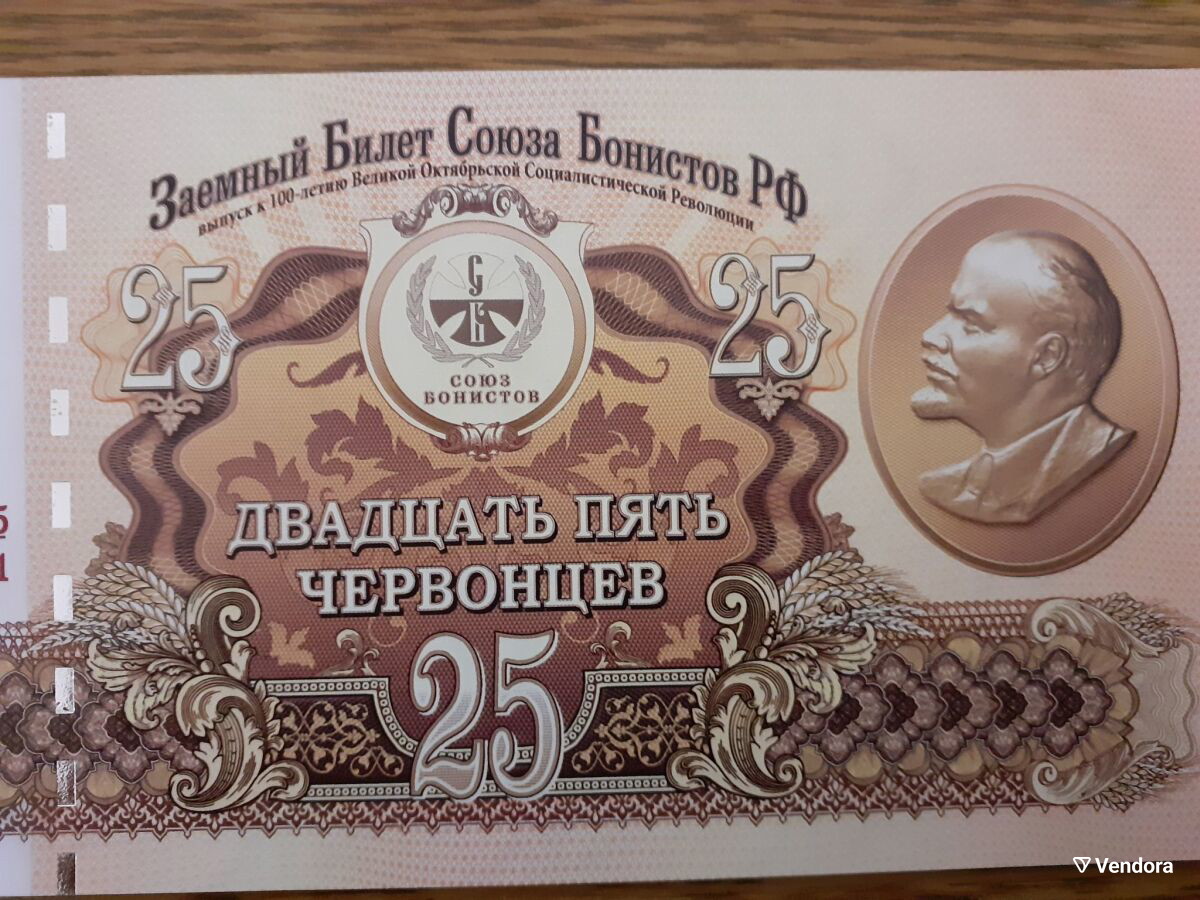 Заемный Билет Союза Бонистов РФ
выпуск к 100-летию Великой Октябрьской Социалистической Революции
25
25
С
Б
СОЮЗ
БОНИСТОВ
ДВАДЦАТЬ ПЯТЬ
ЧЕРВОНЦЕВ
25
б
1
Vendora